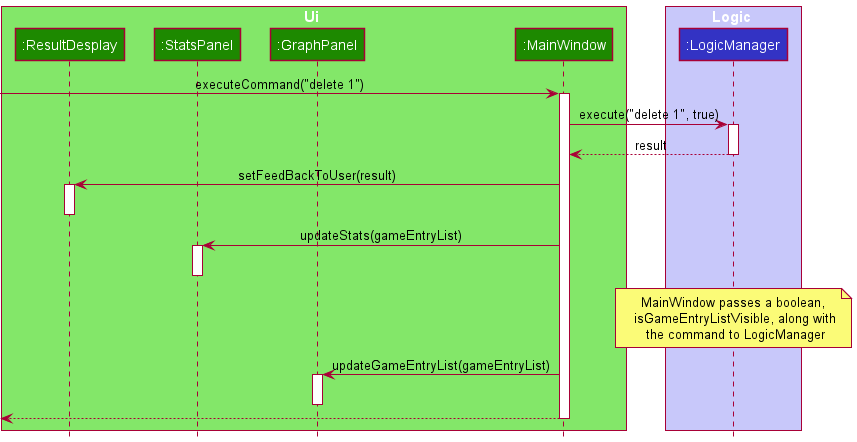 Ui
Logic
:ResultDesplay
:StatsPanel
:GraphPanel
:MainWindow
:LogicManager
executeCommand("delete 1")
execute("delete 1", true)
result
setFeedBackToUser(result)
updateStats(gameEntryList)
MainWindow passes a boolean,
isGameEntryListVisible, along with
the command to LogicManager
updateGameEntryList(gameEntryList)